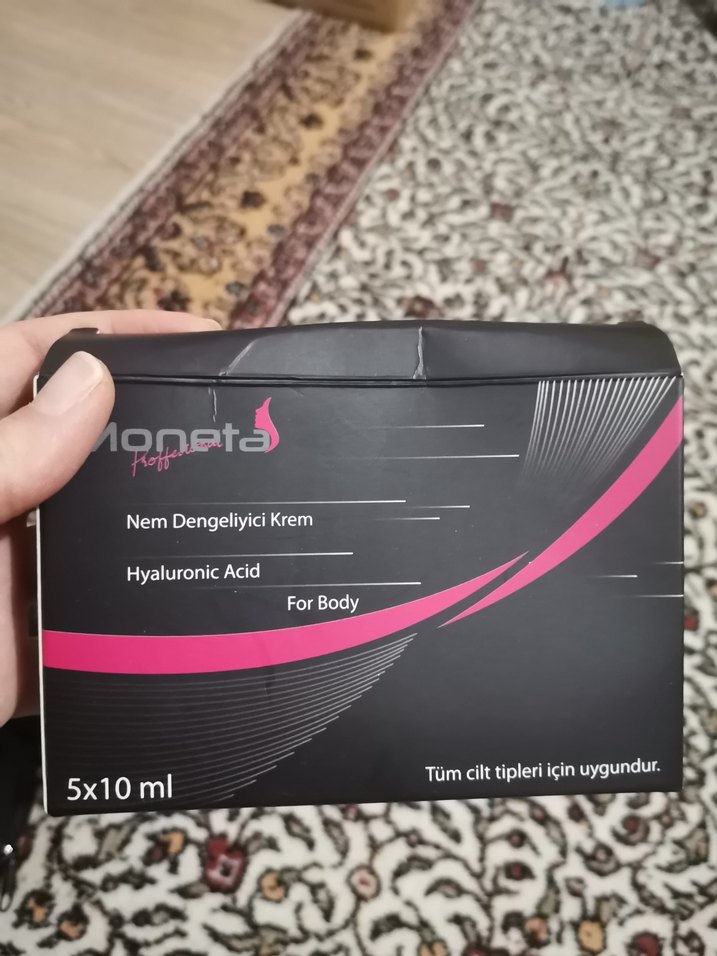 Moneta
Proffesional
Nem Dengeliyici Krem
Hyaluronic Acid
For Body
5x10 ml
Tüm cilt tipleri için uygundur.